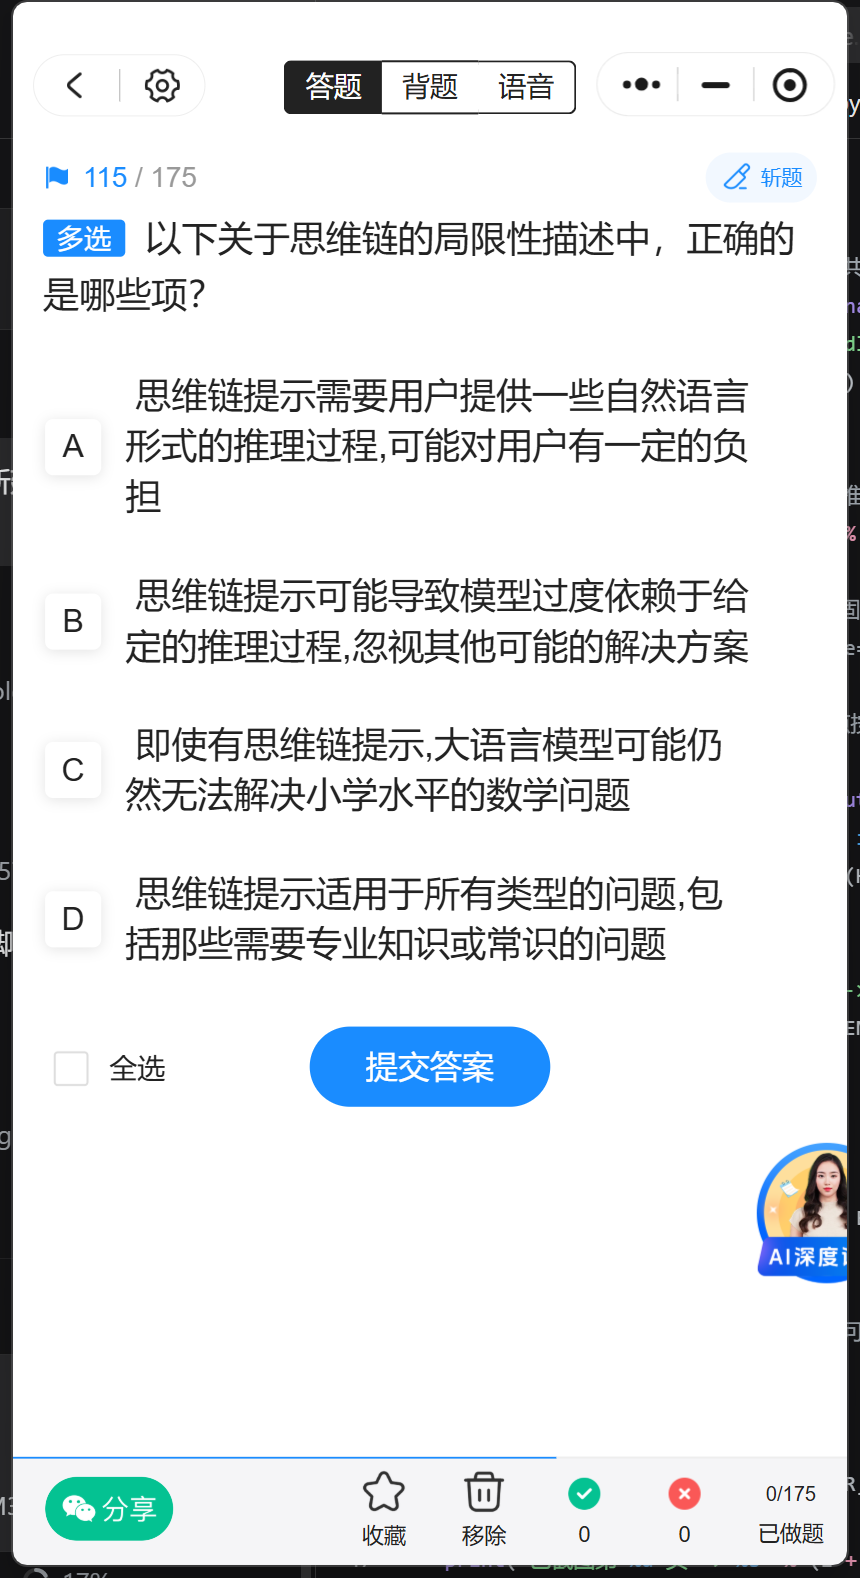 答题 背题 语音
115 / 175
斩题
多选 以下关于思维链的局限性描述中，正确的
是哪些项?
A
思维链提示需要用户提供一些自然语言
形式的推理过程,可能对用户有一定的负
担
B
思维链提示可能导致模型过度依赖于给
定的推理过程,忽视其他可能的解决方案
C
即使有思维链提示,大语言模型可能仍
然无法解决小学水平的数学问题
D
思维链提示适用于所有类型的问题,包
括那些需要专业知识或常识的问题
全选
提交答案
AI深度
分享
收藏
移除
0
0
0/175
已做题